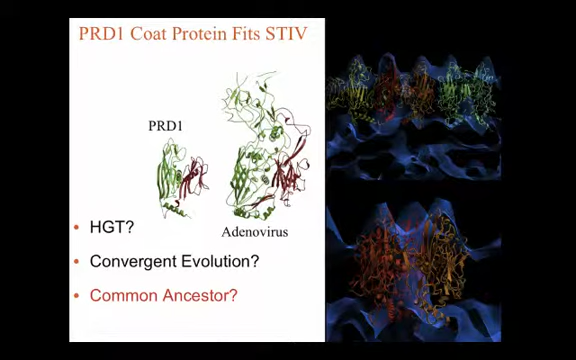 PRD1 Coat Protein Fits STIV
PRD1
Adenovirus
• HGT?
• Convergent Evolution?
• Common Ancestor?